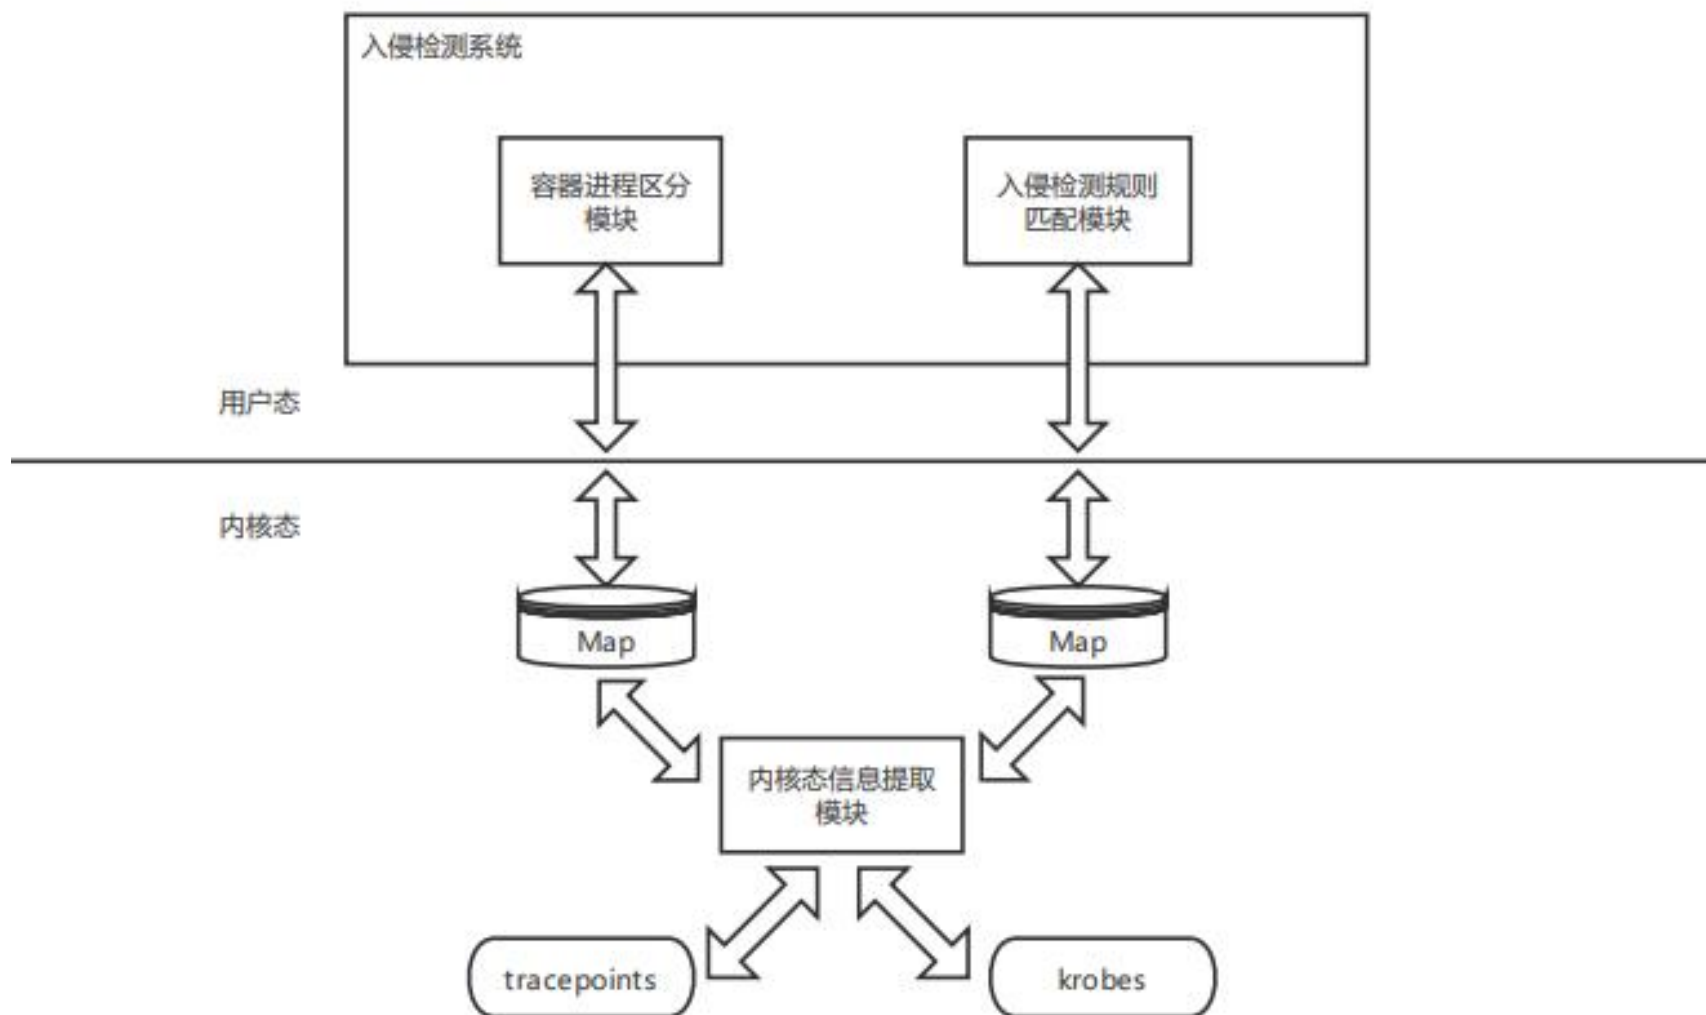 入侵检测系统
容器进程区分
模块
入侵检测规则
匹配模块
用户态
内核态
Map
Map
内核态信息提取
模块
tracepoints
krobes